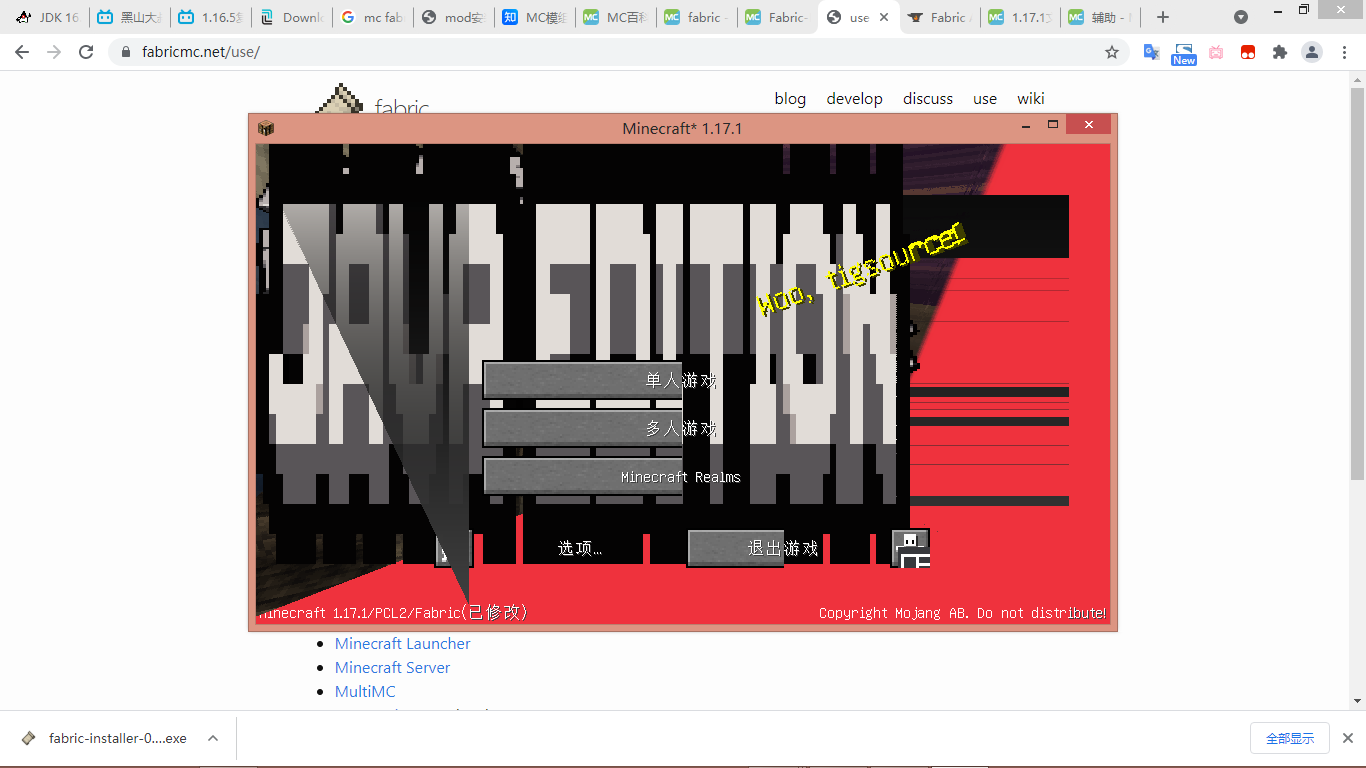 JDK 16
黑山大
1.16.5
Downl
mc fab
mod安
MC模组
MC百科
fabric -
Fabric-
use
Fabric
1.17.1
辅助 -
fabricmc.net/use/
New
fabric
blog develop discuss use wiki
Minecraft* 1.17.1
JAVA EDITION
Woo, tigsource!
单人游戏
多人游戏
Minecraft Realms
选项...
退出游戏
Minecraft 1.17.1/PCL2/Fabric(已修改)
Copyright Mojang AB. Do not distribute!
Minecraft Launcher
Minecraft Server
MultiMC
fabric-installer-0....exe
全部显示